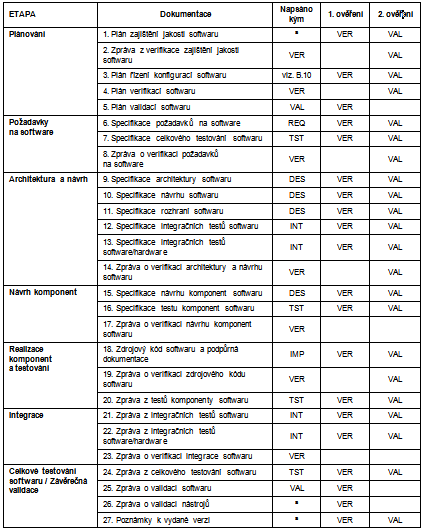 ETAPA Dokumentace Napsáno kým 1. ověření 2. ověření
Plánování 1. Plán zajištění jakosti softwaru * VER VAL
2. Zpráva z verifikace zajištění jakosti softwaru VER VAL
3. Plán řízení konfigurací softwaru viz. B.10 VER VAL
4. Plán verifikací softwaru VER VAL
5. Plán validací softwaru VAL VER
Požadavky na software 6. Specifikace požadavků na software REQ VER VAL
7. Specifikace celkového testování softwaru TST VER VAL
8. Zpráva o verifikaci požadavků na software VER VAL
Architektura a návrh 9. Specifikace architektury softwaru DES VER VAL
10. Specifikace návrhu softwaru DES VER VAL
11. Specifikace rozhraní softwaru DES VER VAL
12. Specifikace integračních testů softwaru INT VER VAL
13. Specifikace integračních testů software/hardware INT VER VAL
14. Zpráva o verifikaci architektury a návrhu softwaru VER VAL
Návrh komponent 15. Specifikace návrhu komponent softwaru DES VER VAL
16. Specifikace testu komponent softwaru TST VER VAL
17. Zpráva o verifikaci návrhu komponent softwaru VER
Realizace komponent a testování 18. Zdrojový kód softwaru a podpůrná dokumentace IMP VER VAL
19. Zpráva o verifikaci zdrojového kódu softwaru VER VAL
20. Zpráva z testů komponenty softwaru TST VER VAL
Integrace 21. Zpráva z integračních testů softwaru INT VER VAL
22. Zpráva z integračních testů software/hardware INT VER VAL
23. Zpráva o verifikaci integrace softwaru VER
Celkové testování softwaru / Závěrečná validace 24. Zpráva z celkového testování softwaru TST VER VAL
25. Zpráva o validaci softwaru VAL VER
26. Zpráva o validaci nástrojů * VER
27. Poznámky k vydané verzi * VER VAL